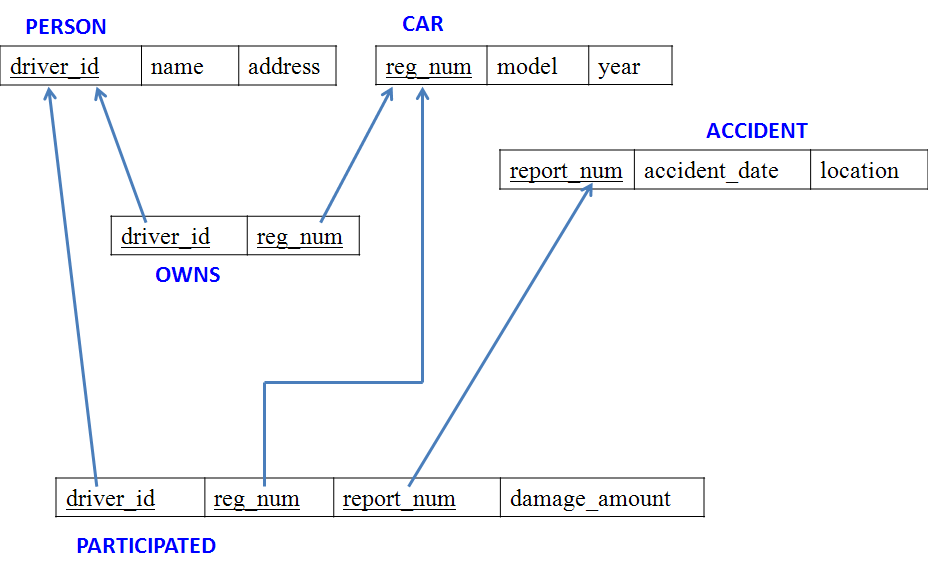 PERSON
CAR
driver_id name address
reg_num model year
ACCIDENT
report_num accident_date location
driver_id reg_num
OWNS
driver_id reg_num report_num damage_amount
PARTICIPATED